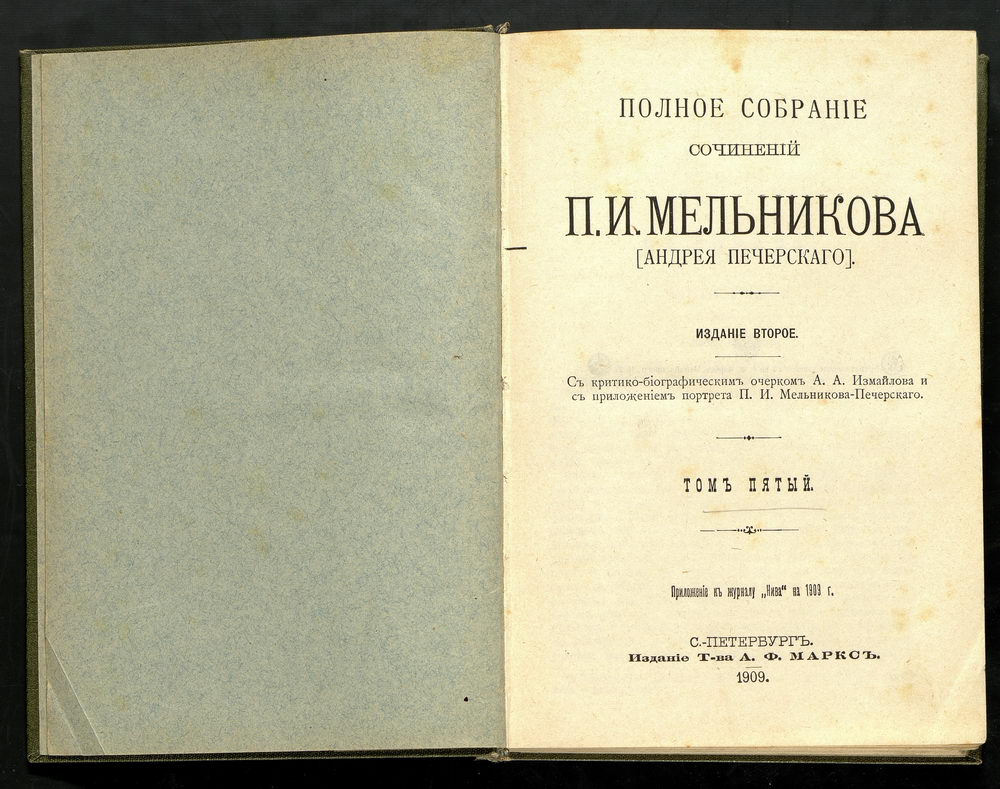 ПОЛНОЕ СОБРАНІЕ
СОЧИНЕНІЙ
П. И. МЕЛЬНИКОВА
[АНДРЕЯ ПЕЧЕРСКАГО].
ИЗДАНІЕ ВТОРОЕ.
Съ критико-біографическимъ очеркомъ А. А. Измайлова и
съ приложеніемъ портрета П. И. Мельникова-Печерскаго.
ТОМЪ ПЯТЫЙ.
Приложеніе къ журналу „Нива“ на 1909 г.
С.-ПЕТЕРБУРГЪ.
Изданіе Т-ва А. Ф. МАРКСЪ.
1909.